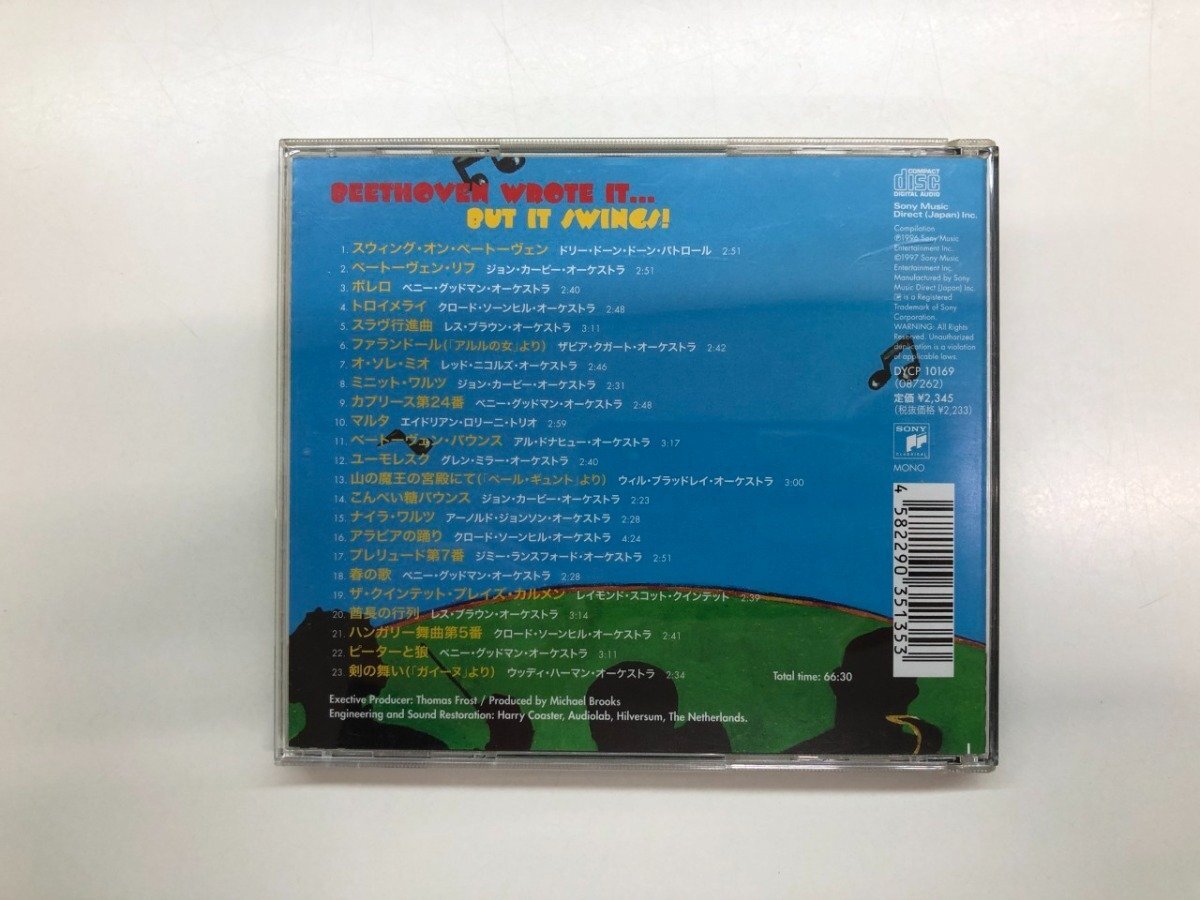 BEETHOVEN WROTE IT...
BUT IT SWINGS!
1. スウィング・オン・ベートーヴェン ドリー・ドーン・ドーン・パトロール 2:51
2. ベートーヴェン・リフ ジョン・カービー・オーケストラ 2:51
3. ボレロ ベニー・グッドマン・オーケストラ 2:40
4. トロイメライ クロード・ソーンヒル・オーケストラ 2:48
5. スラヴ行進曲 レス・ブラウン・オーケストラ 3:11
6. ファランドール(「アルルの女」より) ザビア・クガート・オーケストラ 2:42
7. オ・ソレ・ミオ レッド・ニコルズ・オーケストラ 2:46
8. ミニット・ワルツ ジョン・カービー・オーケストラ 2:31
9. カプリース第24番 ベニー・グッドマン・オーケストラ 2:48
10. マルタ エイドリアン・ロリーニ・トリオ 2:59
11. ベートーヴェン・バウンス アル・ドナヒュー・オーケストラ 3:17
12. ユーモレスク グレン・ミラー・オーケストラ 2:40
13. 山の魔王の宮殿にて(「ペール・ギュント」より) ウィル・ブラッドレイ・オーケストラ 3:00
14. こんぺい糖バウンス ジョン・カービー・オーケストラ 2:23
15. ナイラ・ワルツ アーノルド・ジョンソン・オーケストラ 2:28
16. アラビアの踊り クロード・ソーンヒル・オーケストラ 4:24
17. プレリュード第7番 ジミー・ランスフォード・オーケストラ 2:51
18. 春の歌 ベニー・グッドマン・オーケストラ 2:28
19. ザ・クインテット・プレイズ・カルメン レイモンド・スコット・クインテット 2:39
20. 酋長の行列 レス・ブラウン・オーケストラ 3:14
21. ハンガリー舞曲第5番 クロード・ソーンヒル・オーケストラ 2:41
22. ピーターと狼 ベニー・グッドマン・オーケストラ 3:11
23. 剣の舞い(「ガイーヌ」より) ウッディ・ハーマン・オーケストラ 2:34
Total time: 66:30
Exective Producer: Thomas Frost / Produced by Michael Brooks
Engineering and Sound Restoration: Harry Coaster, Audiolab, Hilversum, The Netherlands.
COMPACT
disc
DIGITAL AUDIO
Sony Music
Direct (Japan) Inc.
Compilation
℗1996 Sony Music
Entertainment Inc.
©1997 Sony Music
Entertainment Inc.
Manufactured by Sony
Music Direct (Japan) Inc.
is a Registered
Trademark of Sony
Corporation.
WARNING: All Rights
Reserved. Unauthorized
duplication is a violation
of applicable laws.
DYCP 10169
(087262)
定価 ¥2,345
(税抜価格 ¥2,233)
SONY
CLASSICAL
MONO
4 582290 351353